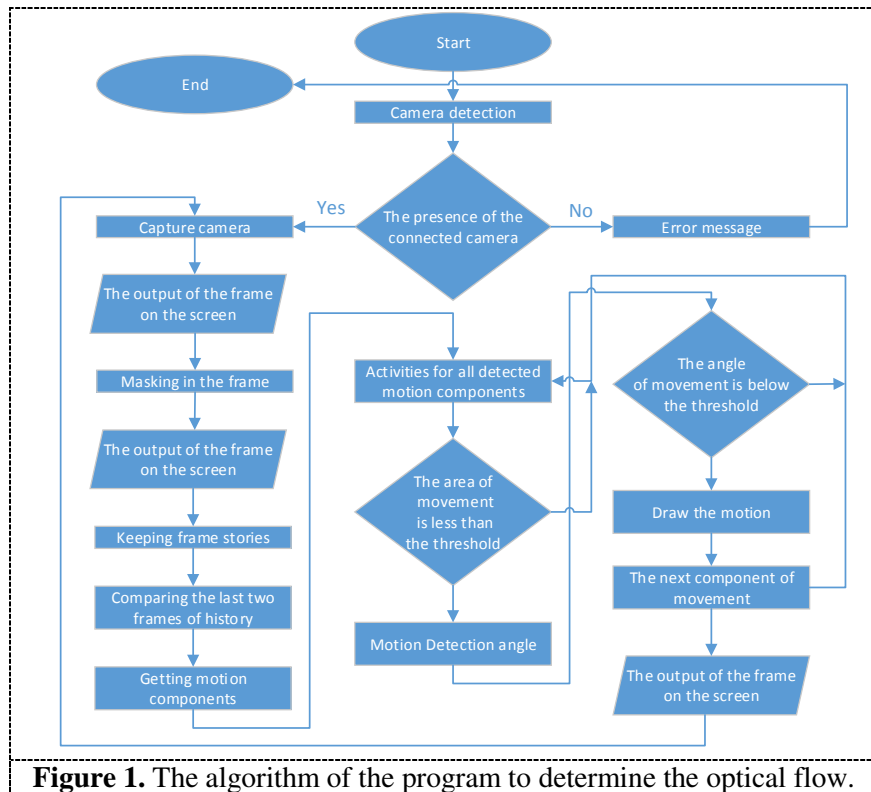 Start
End
Camera detection
The presence of the
connected camera
Yes
No
Capture camera
Error message
The output of the frame
on the screen
Masking in the frame
The output of the frame
on the screen
Keeping frame stories
Comparing the last two
frames of history
Getting motion
components
Activities for all detected
motion components
The area of
movement
is less than
the threshold
Motion Detection angle
The angle
of movement is below
the threshold
Draw the motion
The next component of
movement
The output of the frame
on the screen
Figure 1. The algorithm of the program to determine the optical flow.